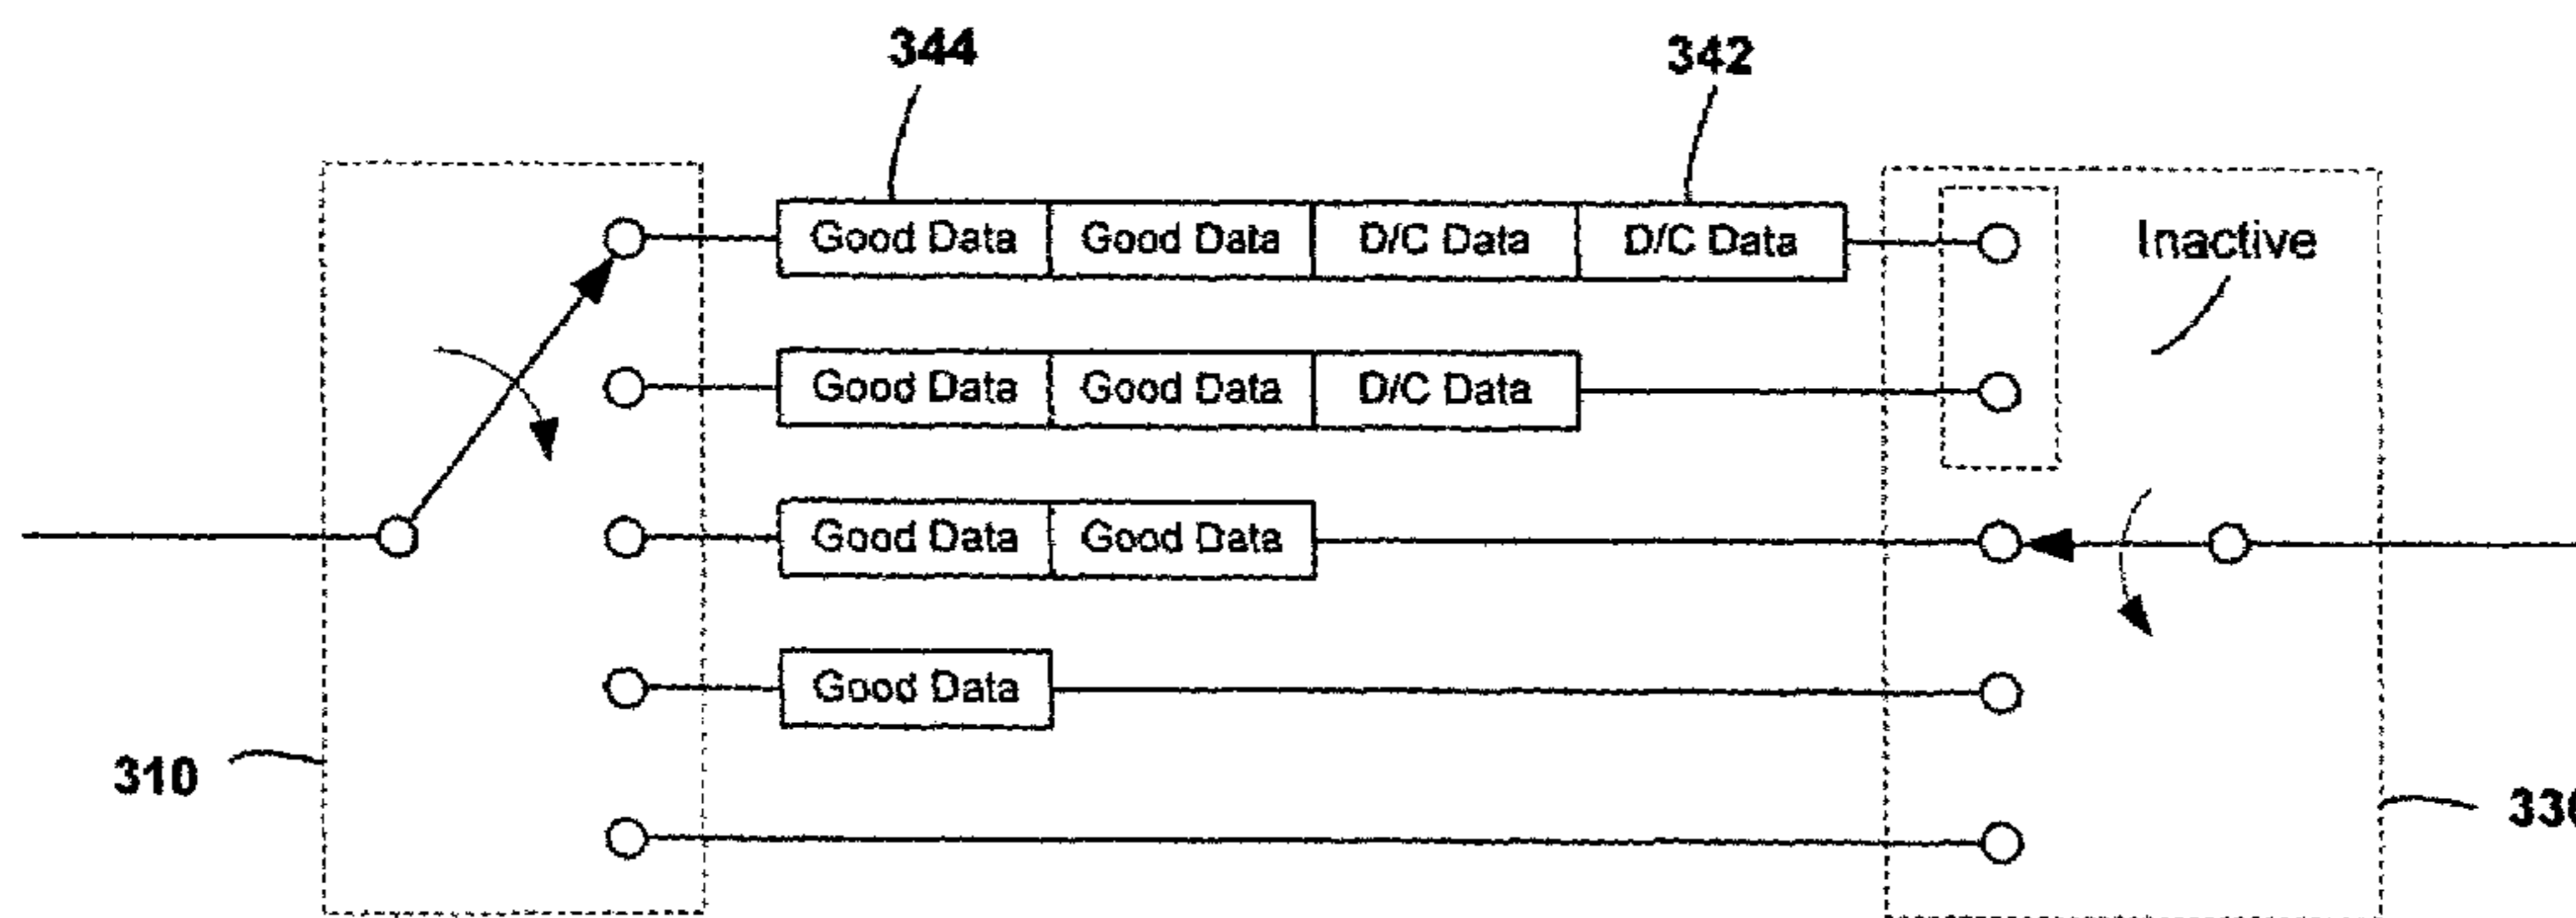 344
342
Good Data Good Data D/C Data D/C Data
Inactive
Good Data Good Data D/C Data
Good Data Good Data
Good Data
310
330